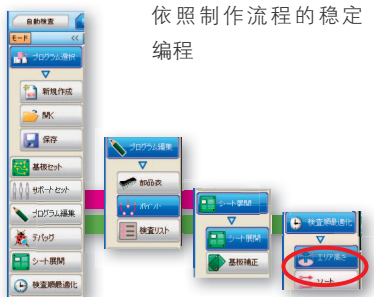 依照制作流程的稳定
编程
自動検査
モード <<
プログラム選択
新規作成
開く
保存
基板セット
サポートセット
プログラム編集
デバッグ
シート展開
検査順最適化
プログラム編集
部品表
ポイント
検査リスト
シート展開
シート展開
基板補正
検査順最適化
エリア高さ
ソート